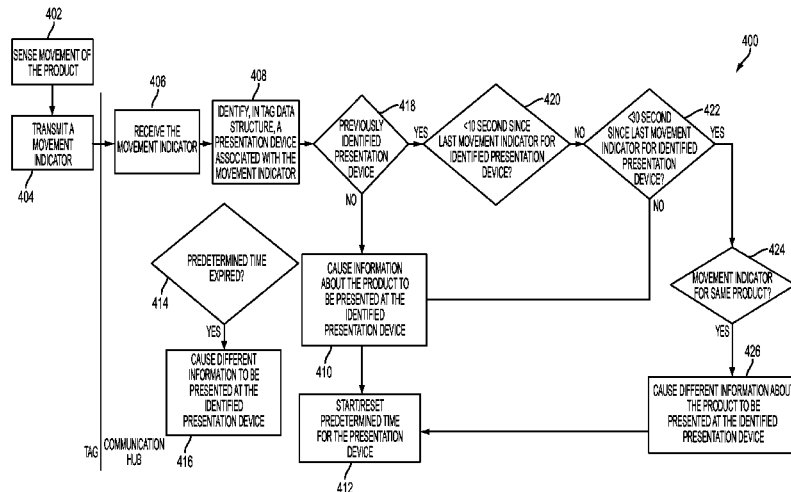 402
SENSE MOVEMENT OF
THE PRODUCT
TRANSMIT A
MOVEMENT INDICATOR
404
406
RECEIVE THE
MOVEMENT INDICATOR
408
IDENTIFY, IN TAG DATA
STRUCTURE, A
PRESENTATION DEVICE
ASSOCIATED WITH THE
MOVEMENT INDICATOR
418
PREVIOUSLY
IDENTIFIED
PRESENTATION
DEVICE
YES
NO
420
<10 SECOND SINCE
LAST MOVEMENT INDICATOR FOR
IDENTIFIED PRESENTATION
DEVICE?
NO
422
<30 SECOND
SINCE LAST MOVEMENT
INDICATOR FOR IDENTIFIED
PRESENTATION
DEVICE?
YES
NO
400
424
MOVEMENT INDICATOR
FOR SAME PRODUCT?
YES
426
CAUSE DIFFERENT INFORMATION ABOUT
THE PRODUCT TO BE
PRESENTED AT THE IDENTIFIED
PRESENTATION DEVICE
CAUSE INFORMATION
ABOUT THE PRODUCT TO
BE PRESENTED AT THE
IDENTIFIED
PRESENTATION DEVICE
410
START/RESET
PREDETERMINED TIME
FOR THE PRESENTATION
DEVICE
412
PREDETERMINED TIME
EXPIRED?
414
YES
CAUSE DIFFERENT
INFORMATION TO BE
PRESENTED AT THE
IDENTIFIED
PRESENTATION DEVICE
416
TAG
COMMUNICATION
HUB